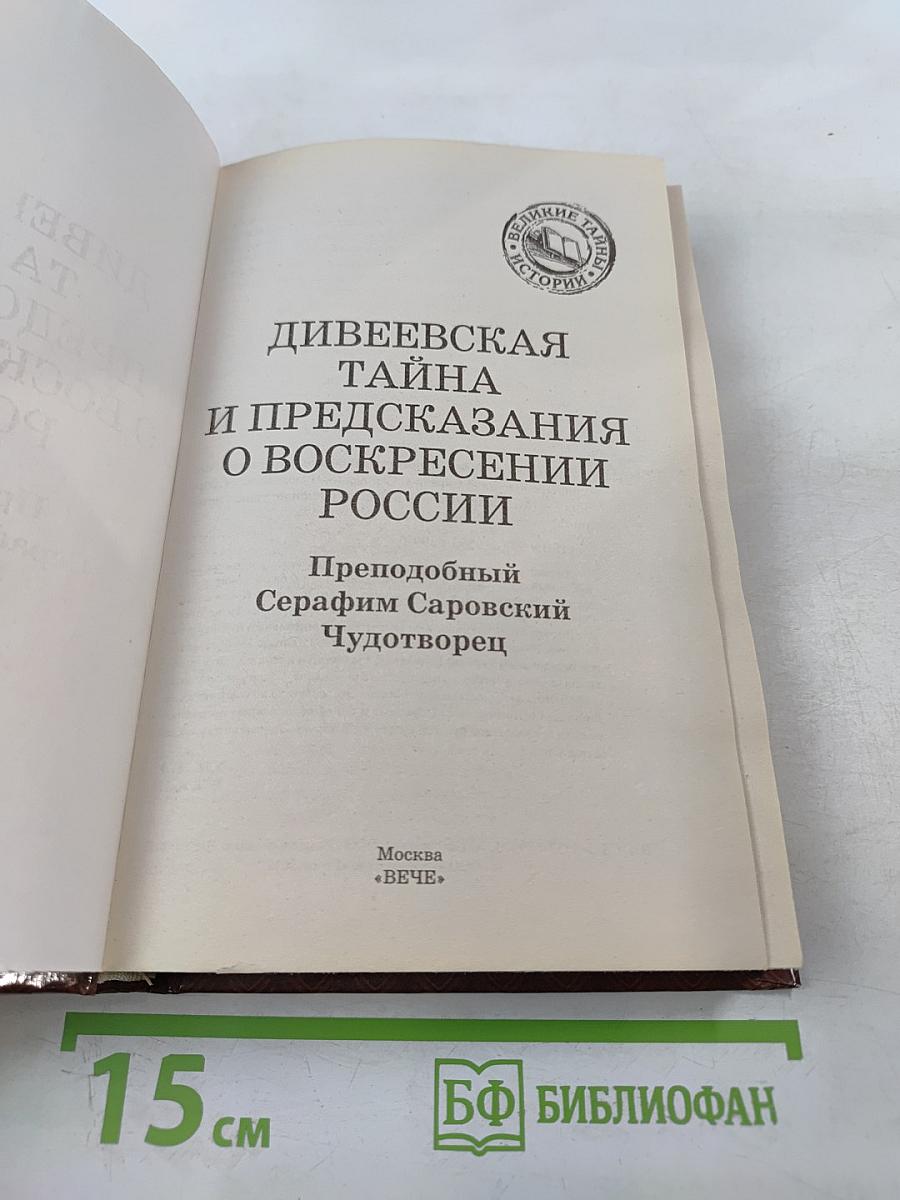 ВЕЛИКИЕ ТАЙНЫ
ИСТОРИИ
ДИВЕЕВСКАЯ
ТАЙНА
И ПРЕДСКАЗАНИЯ
О ВОСКРЕСЕНИИ
РОССИИ
Преподобный
Серафим Саровский
Чудотворец
Москва
«ВЕЧЕ»
15 см
БФ БИБЛИОФАН